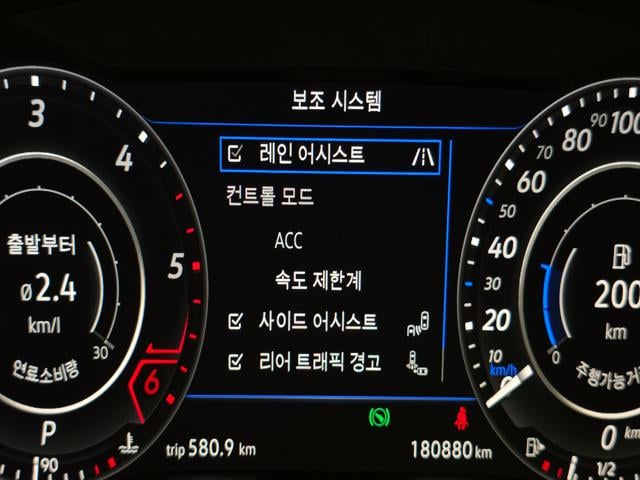 보조 시스템
레인 어시스트
컨트롤 모드
ACC
속도 제한계
사이드 어시스트
리어 트래픽 경고
3
4
5
6
출발부터
ø2.4
km/l
30
연료소비량
P
90
trip 580.9 km
180880 km
100
90
80
70
60
50
40
30
20
10
km/h
0
200
km
0
주행가능거
0 km
1/2